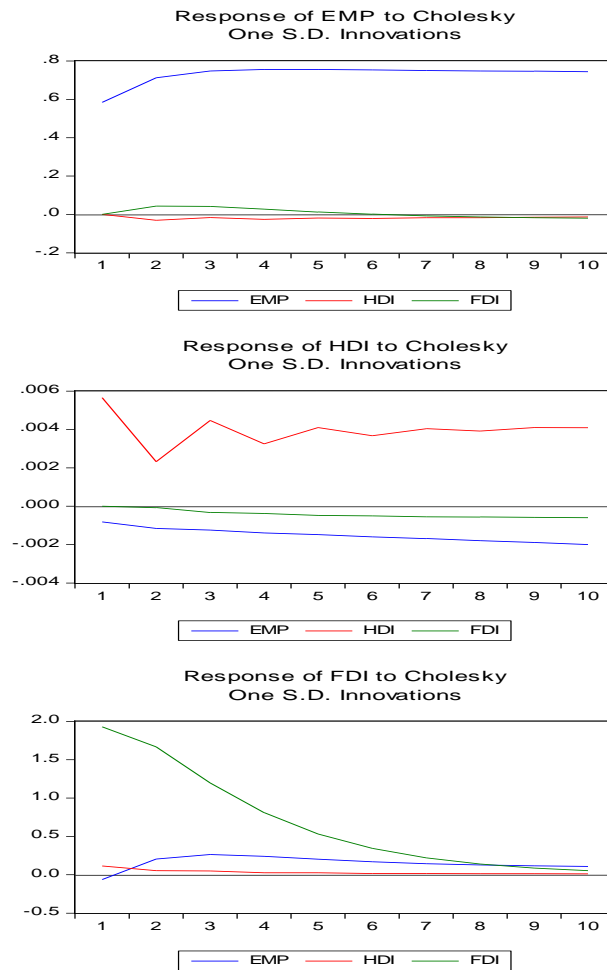 Response of EMP to Cholesky
One S.D. Innovations
.8
.6
.4
.2
.0
-.2
1 2 3 4 5 6 7 8 9 10
EMP HDI FDI
Response of HDI to Cholesky
One S.D. Innovations
.006
.004
.002
.000
-.002
-.004
1 2 3 4 5 6 7 8 9 10
EMP HDI FDI
Response of FDI to Cholesky
One S.D. Innovations
2.0
1.5
1.0
0.5
0.0
-0.5
1 2 3 4 5 6 7 8 9 10
EMP HDI FDI